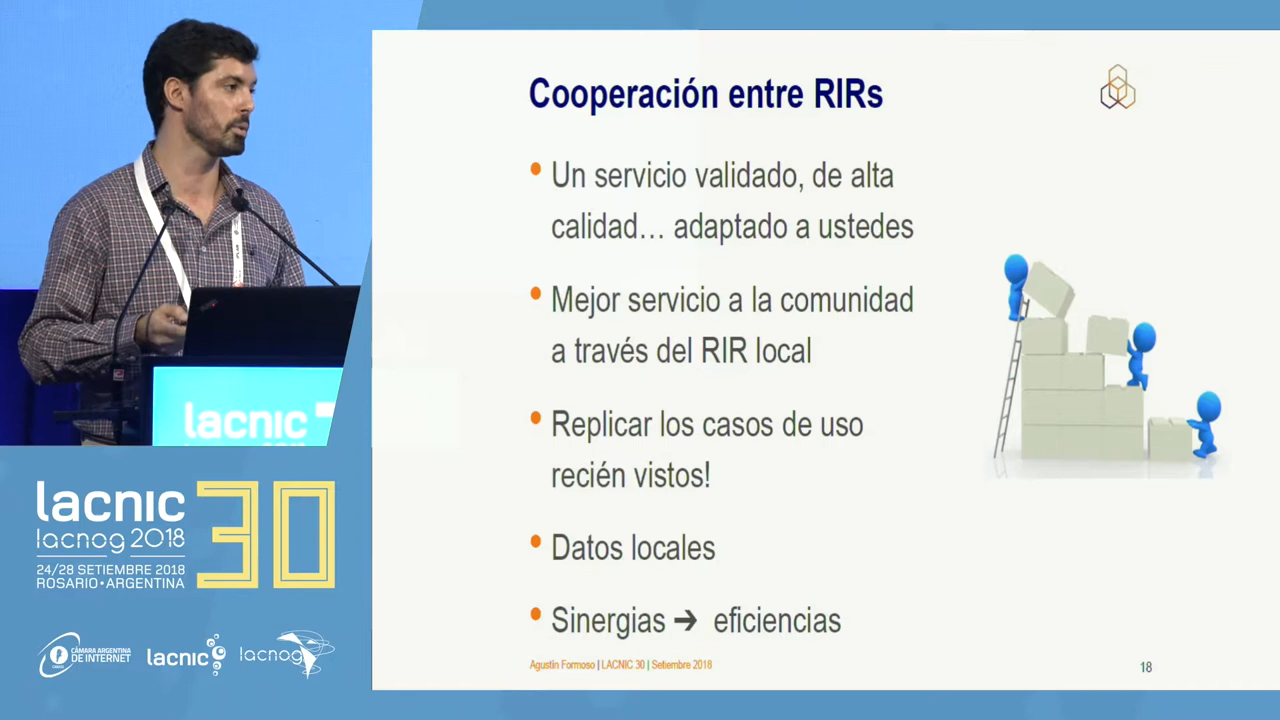 Cooperación entre RIRs
• Un servicio validado, de alta
calidad… adaptado a ustedes
• Mejor servicio a la comunidad
a través del RIR local
• Replicar los casos de uso
recién vistos!
• Datos locales
• Sinergias ➔ eficiencias
Agustín Formoso | LACNIC 30 | Setiembre 2018
18
lacnic
lacnic
30
lacnog 2018
24/28 SETIEMBRE 2018
ROSARIO • ARGENTINA
CÁMARA ARGENTINA
DE INTERNET
lacnic
lacnog